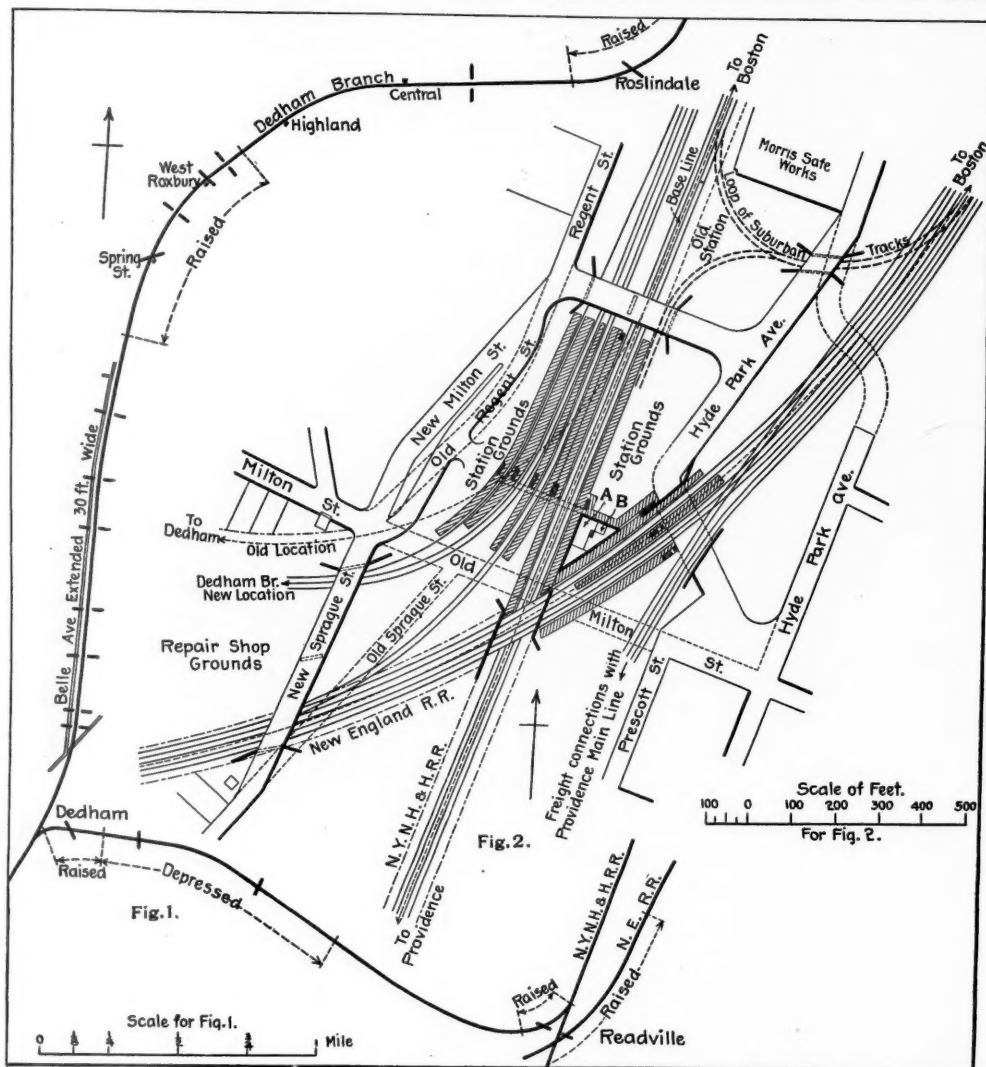 Raised
To
Boston
Roslindale
Dedham Branch
Central
Highland
West
Roxbury
Raised
Spring
St.
Regent St.
Base Line
Old
Station
Morris Safe
Works
Loop of Suburban Tracks
To
Boston
Hyde Park Ave.
New Milton St.
Old Regent St.
Station
Grounds
Station
Grounds
A B
Milton
St.
To
Dedham
Old Location
Dedham Br.
New Location
Old
Milton
St.
Hyde Park Ave.
Belle Ave Extended 30 ft. Wide
New Sprague St.
Old Sprague St.
Repair Shop
Grounds
New England R.R.
N.Y.N.H. & H.R.R.
Freight connections with
Providence Main Line
Prescott St.
Scale of Feet.
100 0 100 200 300 400 500
For Fig. 2.
Fig.2.
To
Providence
Dedham
Raised
Depressed
Fig.1.
N.Y.N.H. & H.R.R.
N. E. R.R.
Raised
Raised
Readville
Scale for Fig.1.
0 1/8 1/4 1/2 3/4 1 Mile